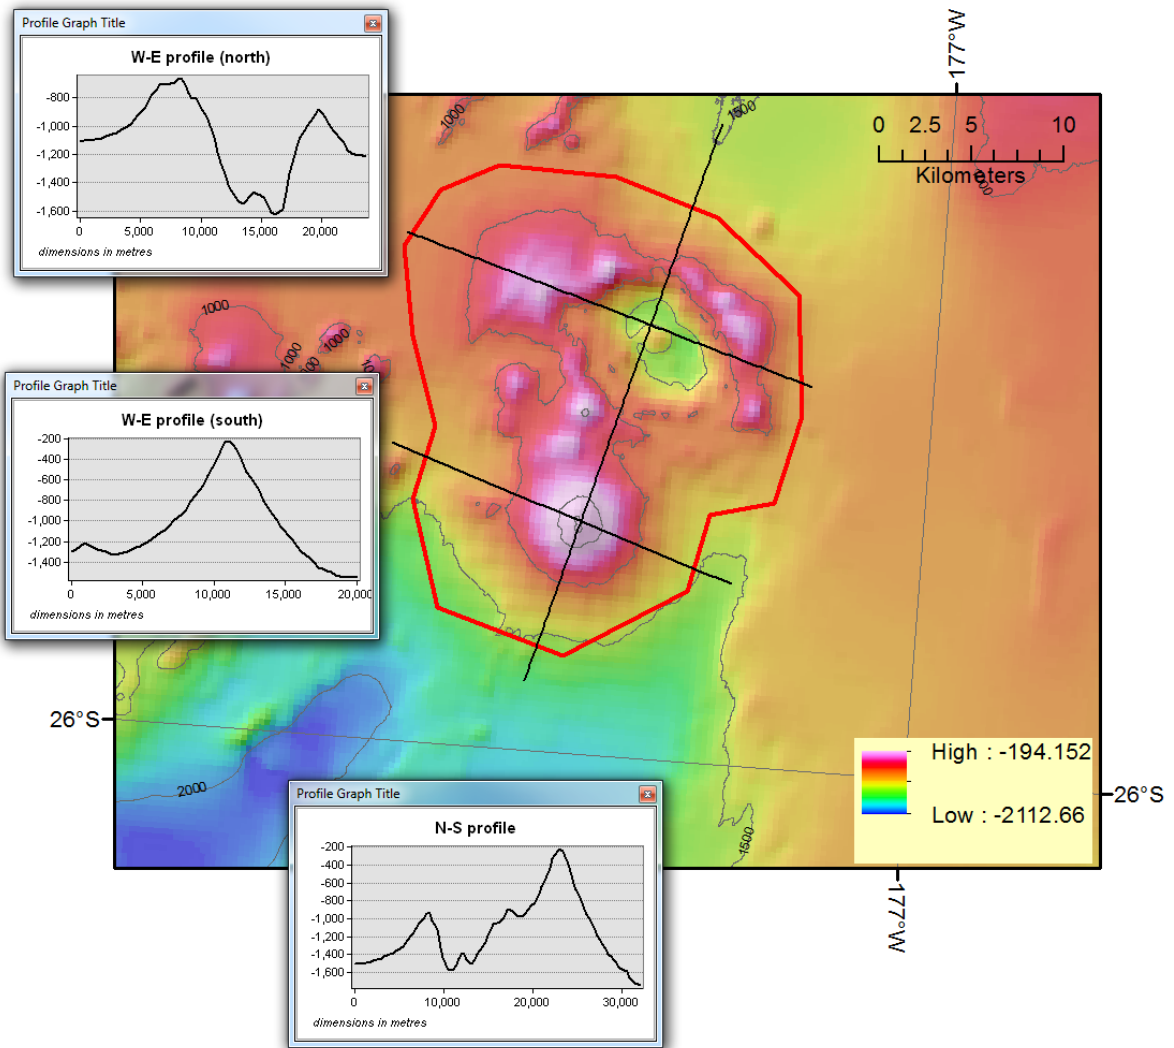 Profile Graph Title
W-E profile (north)
-800
-1,000
-1,200
-1,400
-1,600
0 5,000 10,000 15,000 20,000
dimensions in metres
177°W
0 2.5 5 10
Kilometers
1000
1500
1000
1000
1000
Profile Graph Title
W-E profile (south)
-200
-400
-600
-800
-1,000
-1,200
-1,400
0 5,000 10,000 15,000 20,000
dimensions in metres
26°S
2000
High : -194.152
Low : -2112.66
26°S
1500
177°W
Profile Graph Title
N-S profile
-200
-400
-600
-800
-1,000
-1,200
-1,400
-1,600
0 10,000 20,000 30,000
dimensions in metres